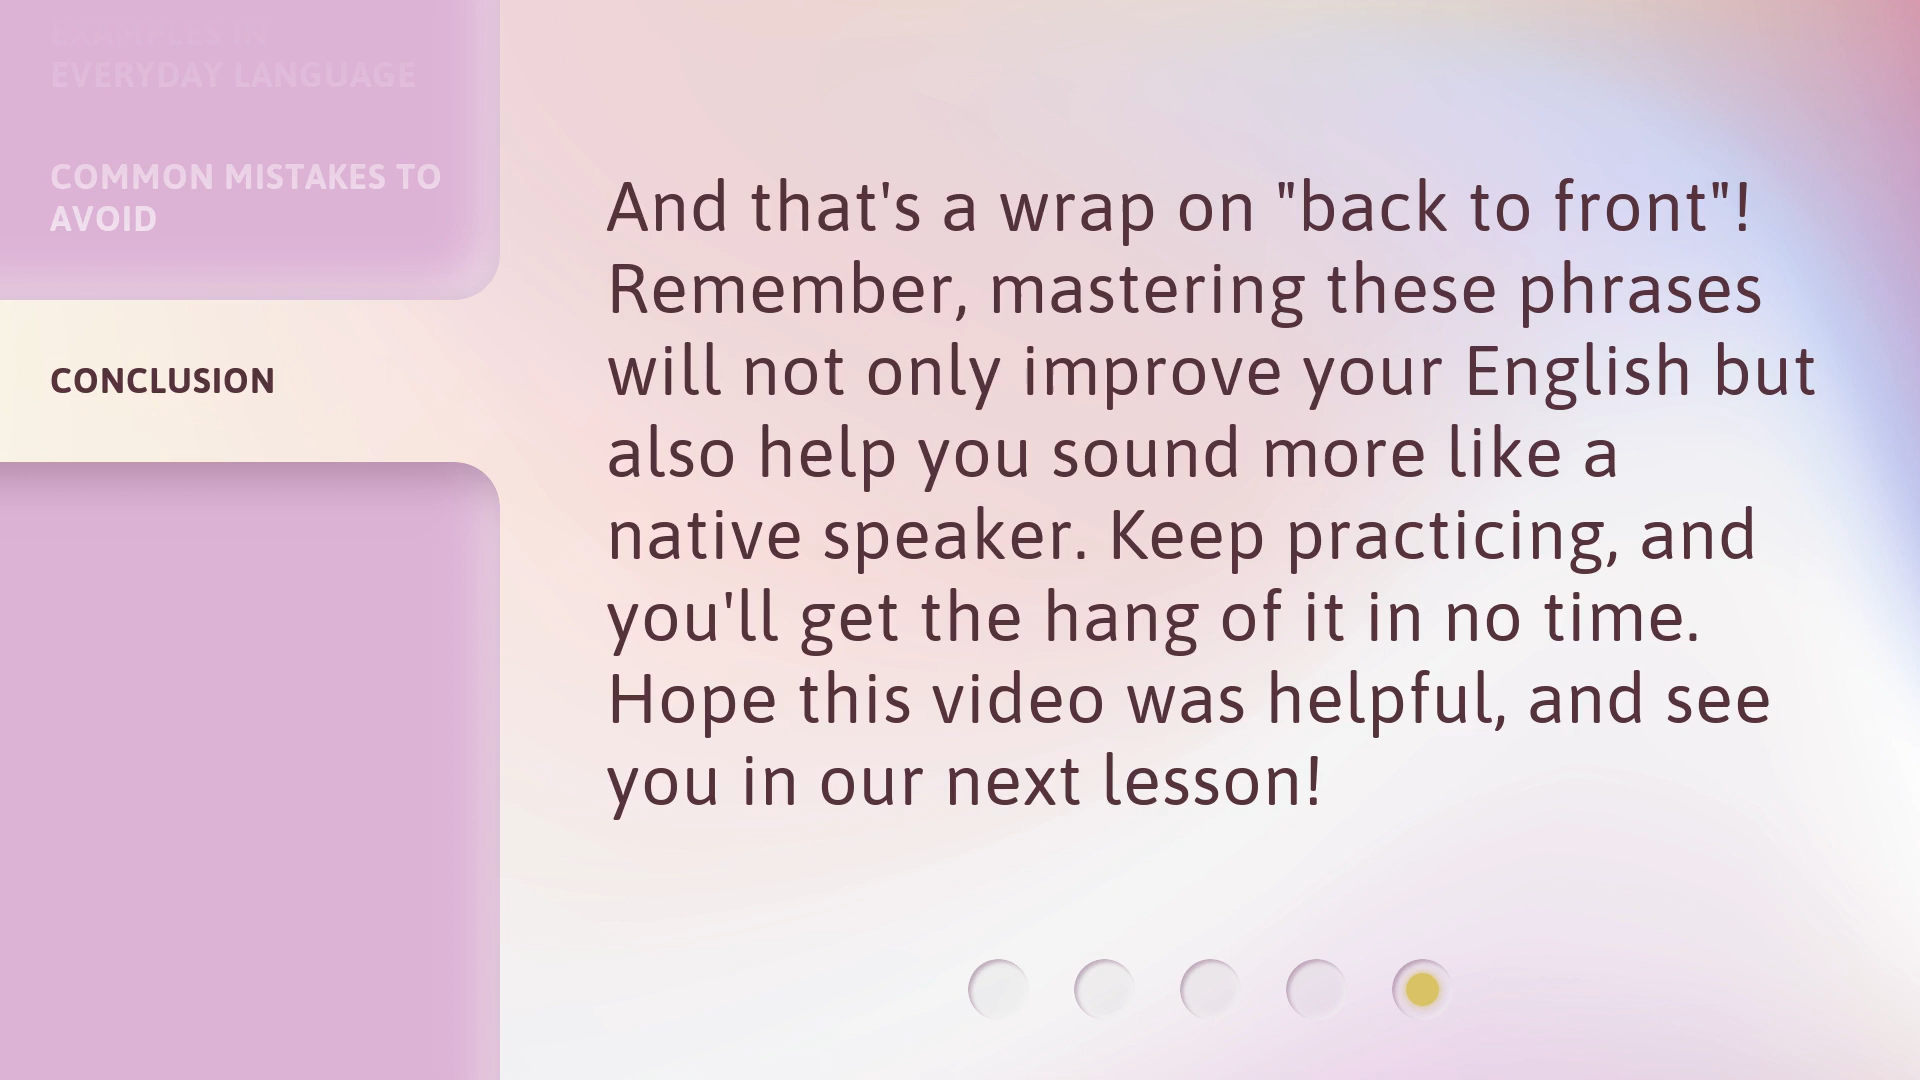 EXAMPLES IN
EVERYDAY LANGUAGE
COMMON MISTAKES TO
AVOID
CONCLUSION
And that's a wrap on "back to front"!
Remember, mastering these phrases
will not only improve your English but
also help you sound more like a
native speaker. Keep practicing, and
you'll get the hang of it in no time.
Hope this video was helpful, and see
you in our next lesson!